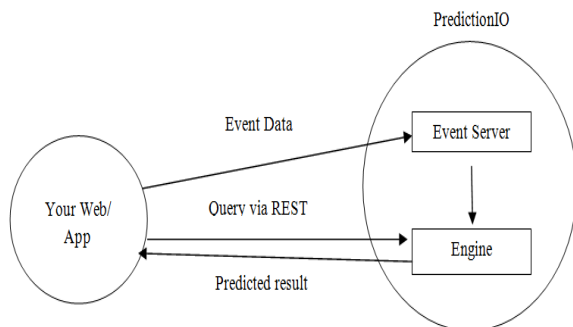 PredictionIO
Event Data
Event Server
Your Web/
App
Query via REST
Engine
Predicted result